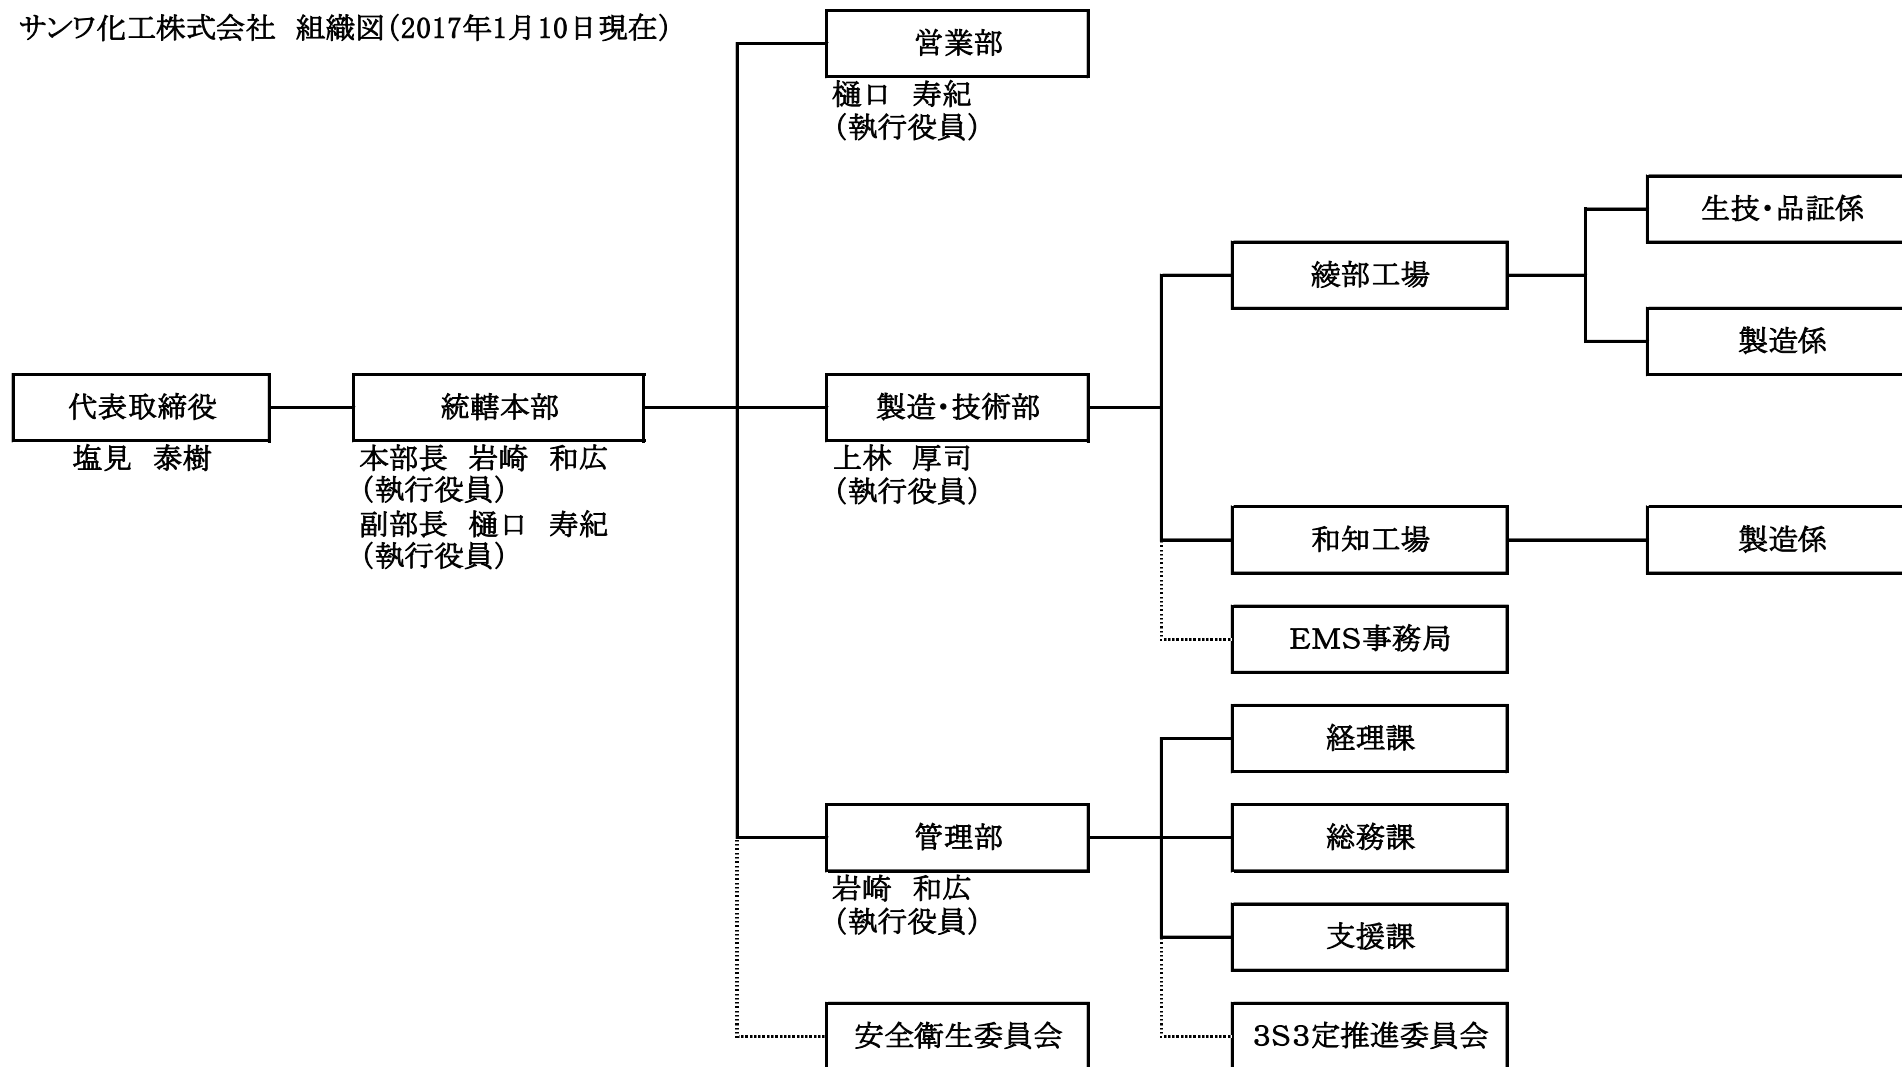 サンワ化工株式会社　組織図(2017年1月10日現在)
営業部
樋口　寿紀
(執行役員)
生技・品証係
綾部工場
製造係
代表取締役
塩見　泰樹
統轄本部
本部長　岩崎　和広
(執行役員)
副部長　樋口　寿紀
(執行役員)
製造・技術部
上林　厚司
(執行役員)
和知工場
製造係
EMS事務局
経理課
管理部
岩崎　和広
(執行役員)
総務課
支援課
安全衛生委員会
3S3定推進委員会